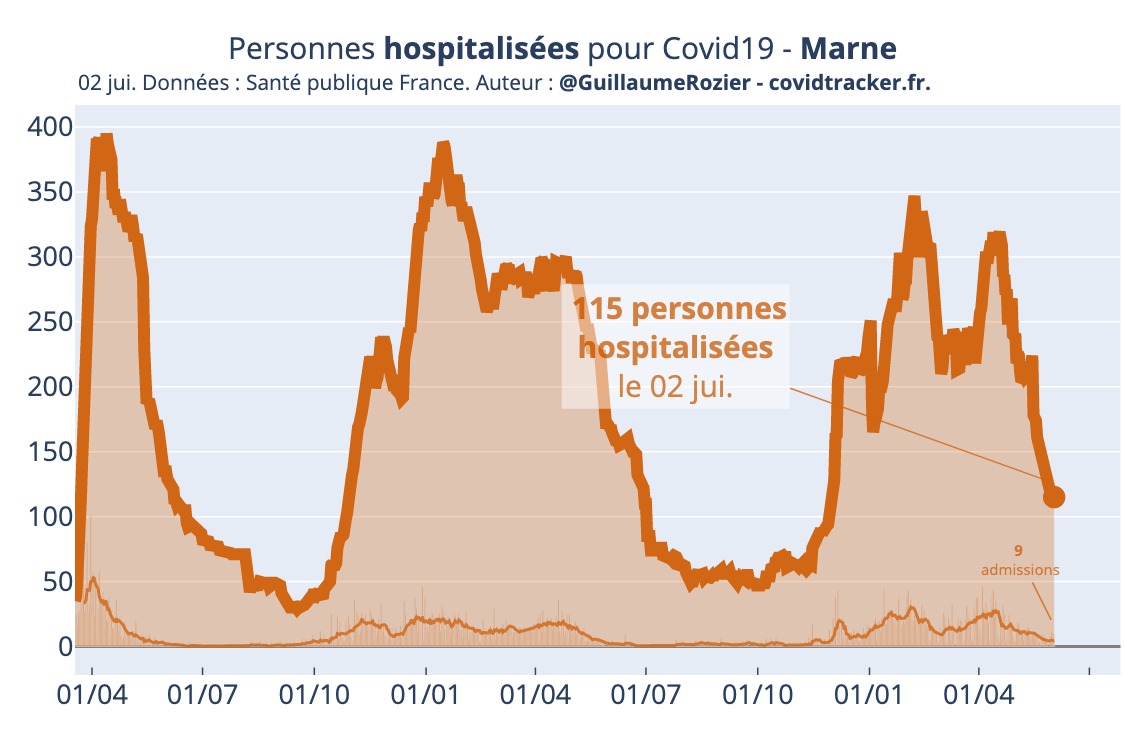 Personnes hospitalisées pour Covid19 - Marne
02 jui. Données : Santé publique France. Auteur : @GuillaumeRozier - covidtracker.fr.
400
350
300
250
200
150
100
50
0
115 personnes
hospitalisées
le 02 jui.
9
admissions
01/04 01/07 01/10 01/01 01/04 01/07 01/10 01/01 01/04